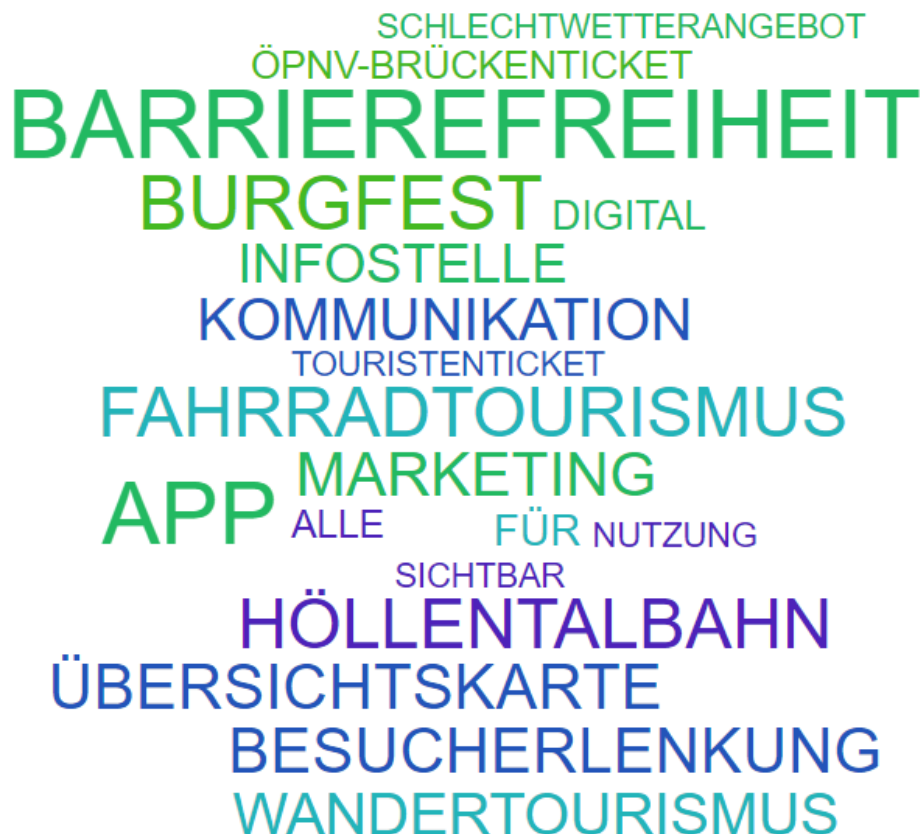 SCHLECHTWETTERANGEBOT
ÖPNV-BRÜCKENTICKET
BARRIEREFREIHEIT
BURGFEST DIGITAL
INFOSTELLE
KOMMUNIKATION
TOURISTENTICKET
FAHRRADTOURISMUS
MARKETING
APP ALLE FÜR NUTZUNG
SICHTBAR
HÖLLENTALBAHN
ÜBERSICHTSKARTE
BESUCHERLENKUNG
WANDERTOURISMUS